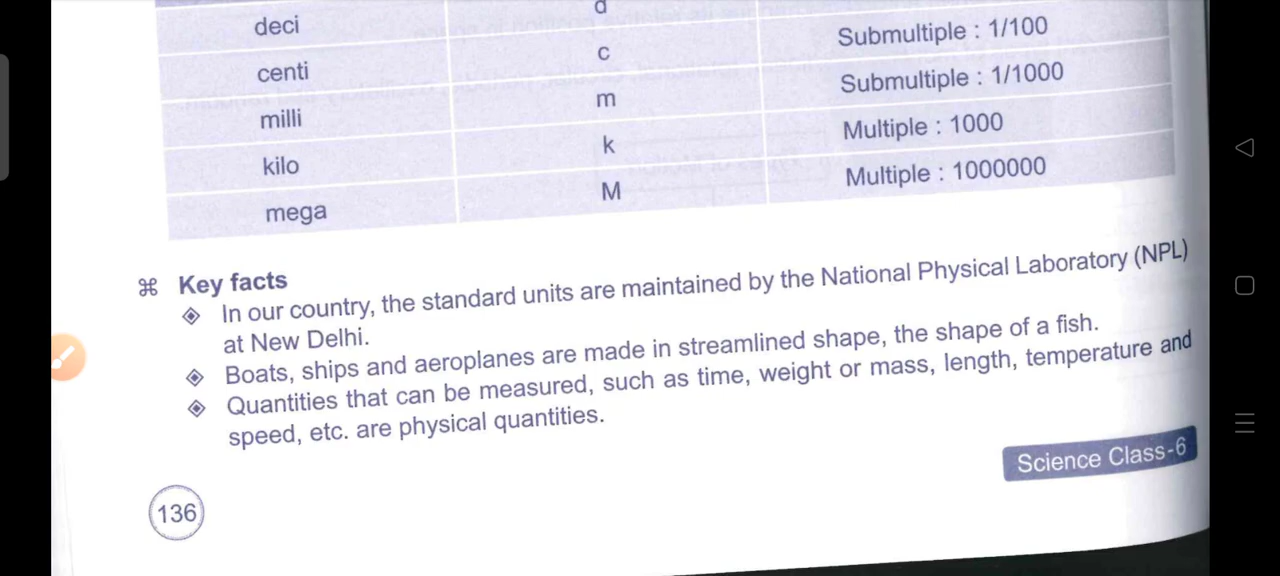 deci d
centi c Submultiple : 1/100
milli m Submultiple : 1/1000
kilo k Multiple : 1000
mega M Multiple : 1000000
Key facts
In our country, the standard units are maintained by the National Physical Laboratory (NPL)
at New Delhi.
Boats, ships and aeroplanes are made in streamlined shape, the shape of a fish.
Quantities that can be measured, such as time, weight or mass, length, temperature and
speed, etc. are physical quantities.
Science Class-6
136